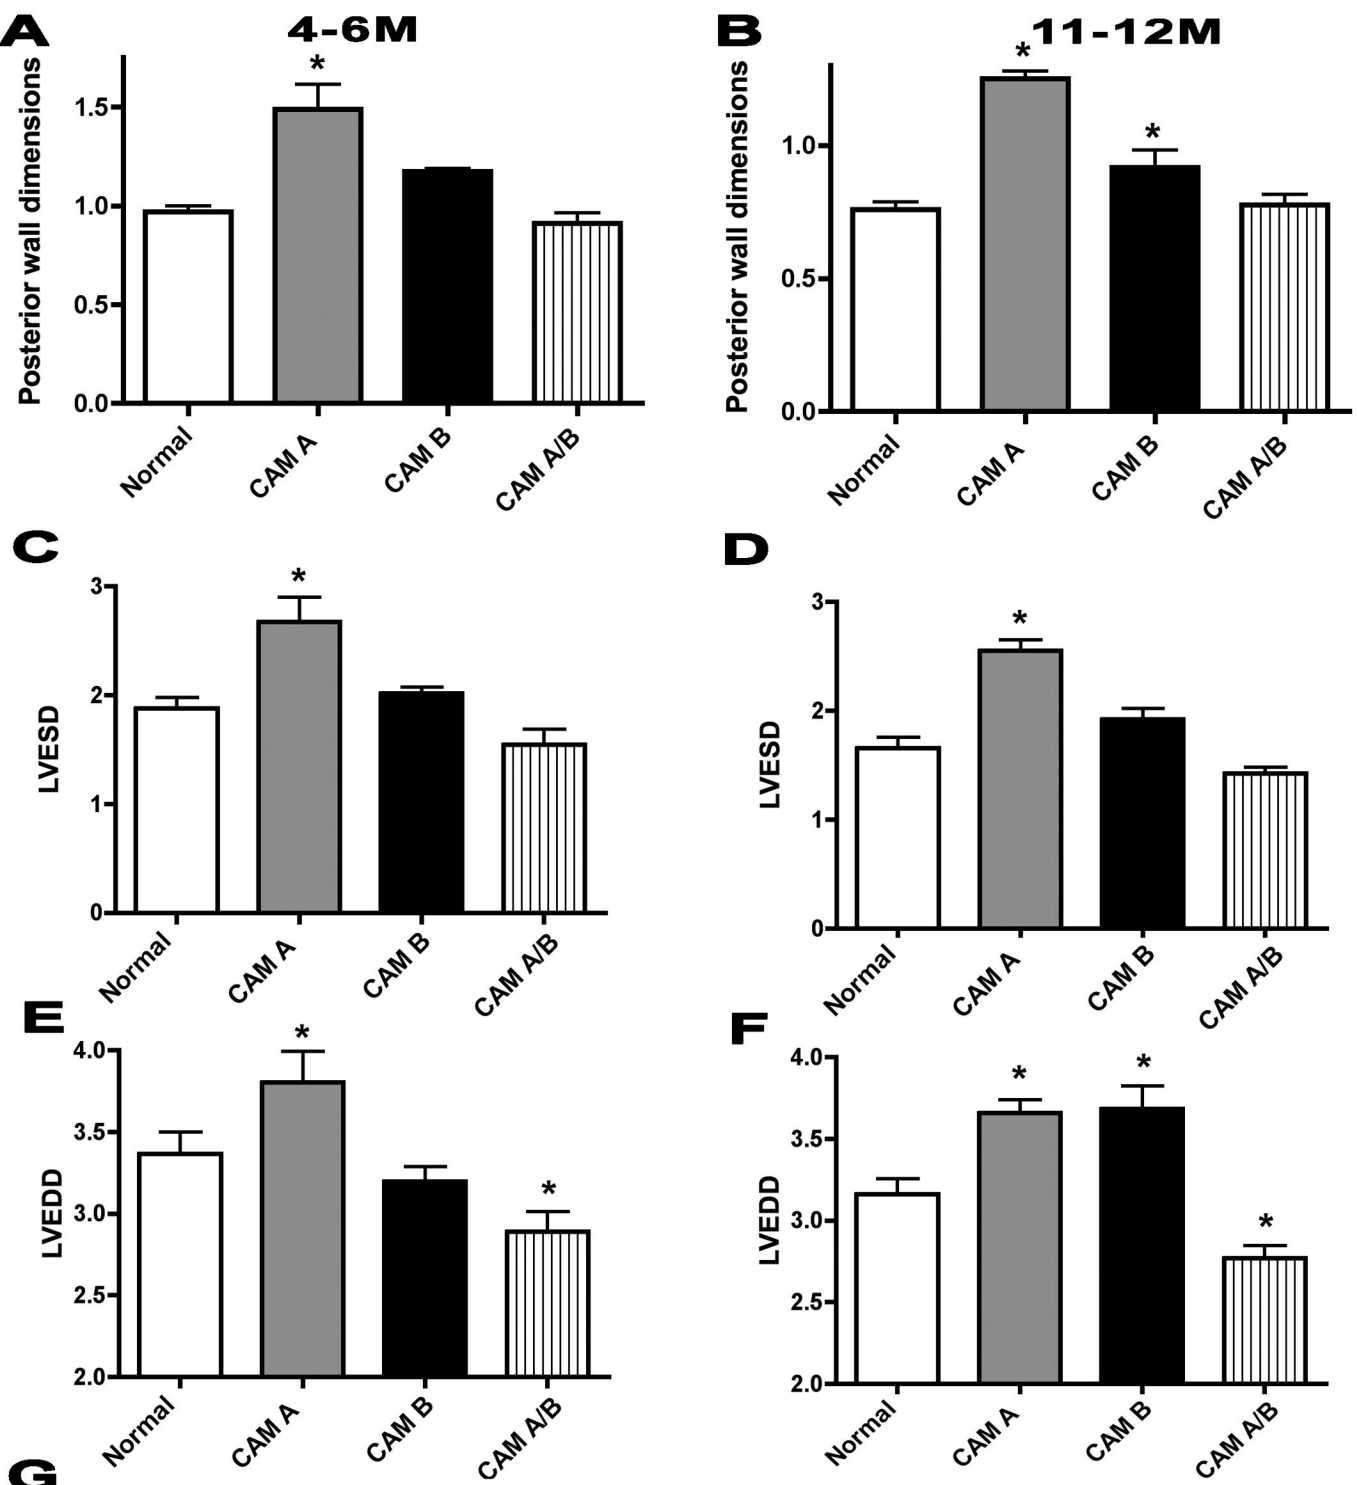 A
4-6M
Posterior wall dimensions
1.5
1.0
0.5
0.0
*
Normal
CAM A
CAM B
CAM A/B
B
11-12M
Posterior wall dimensions
1.0
0.5
0.0
*
*
Normal
CAM A
CAM B
CAM A/B
C
LVESD
3
2
1
0
*
Normal
CAM A
CAM B
CAM A/B
D
LVESD
3
2
1
0
*
Normal
CAM A
CAM B
CAM A/B
E
LVEDD
4.0
3.5
3.0
2.5
2.0
*
*
Normal
CAM A
CAM B
CAM A/B
F
LVEDD
4.0
3.5
3.0
2.5
2.0
*
*
*
Normal
CAM A
CAM B
CAM A/B
G